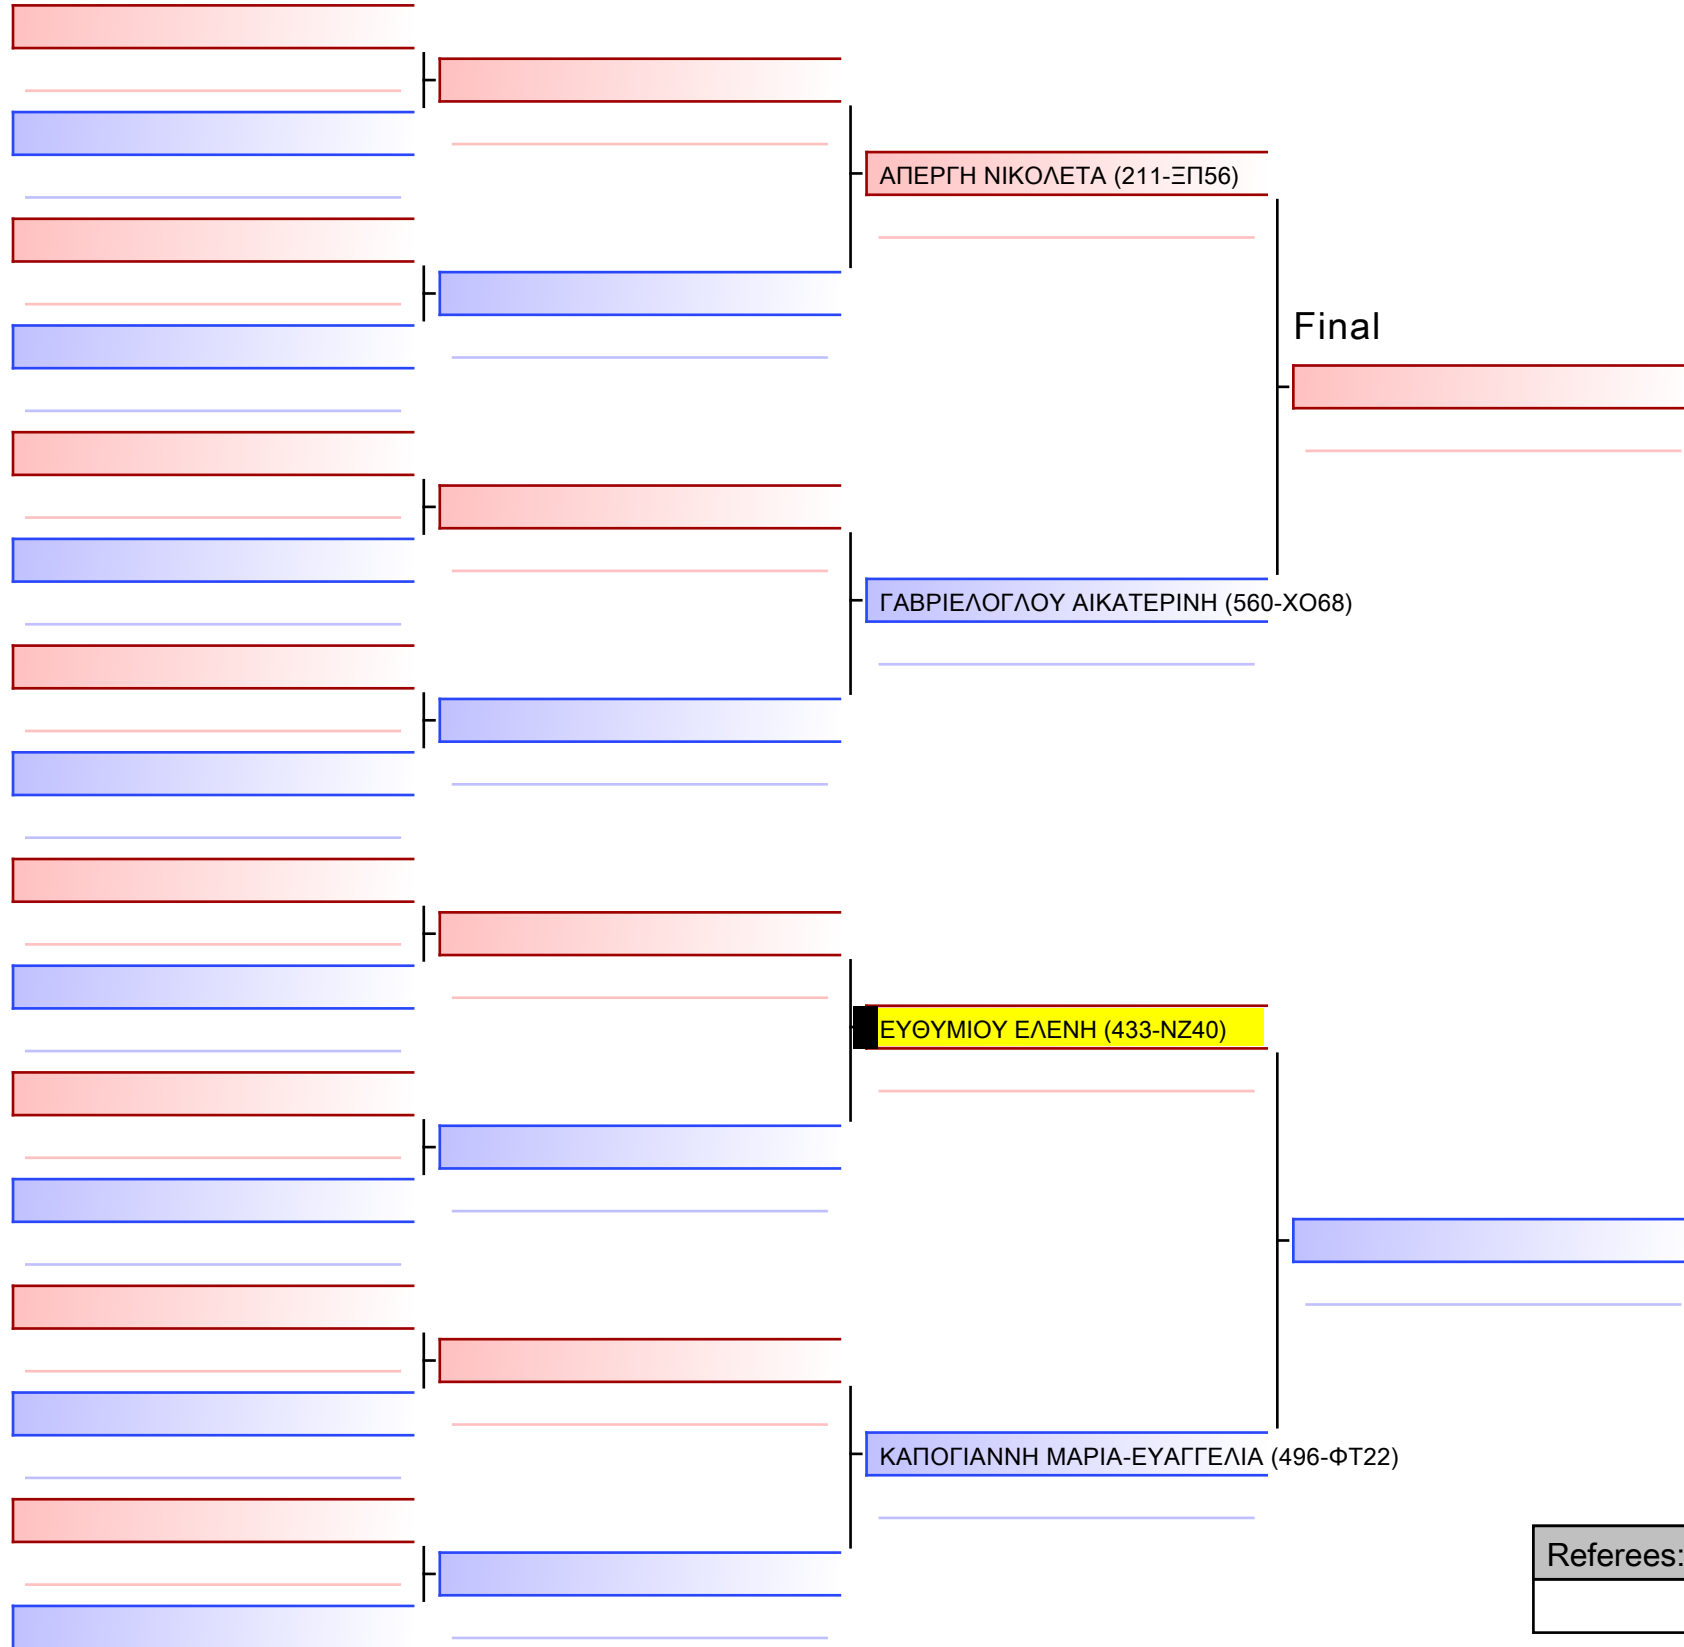 ΑΠΕΡΓΗ ΝΙΚΟΛΕΤΑ (211-ΞΠ56)
Final
ΓΑΒΡΙΕΛΟΓΛΟΥ ΑΙΚΑΤΕΡΙΝΗ (560-ΧΟ68)
ΕΥΘΥΜΙΟΥ ΕΛΕΝΗ (433-ΝΖ40)
ΚΑΠΟΓΙΑΝΝΗ ΜΑΡΙΑ-ΕΥΑΓΓΕΛΙΑ (496-ΦΤ22)
Referees: